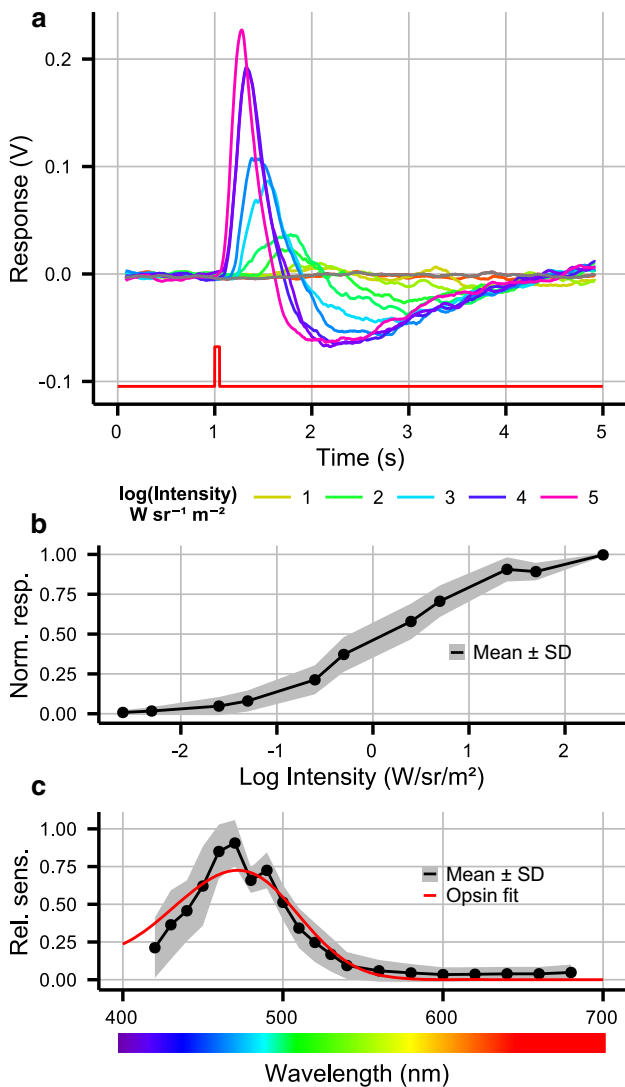 a
0.2
0.1
0.0
-0.1
Response (V)
0 1 2 3 4 5
Time (s)
log(Intensity)
W sr⁻¹ m⁻²
1 2 3 4 5
b
1.00
0.75
0.50
0.25
0.00
Norm. resp.
Mean ± SD
-2 -1 0 1 2
Log Intensity (W/sr/m²)
c
1.00
0.75
0.50
0.25
0.00
Rel. sens.
Mean ± SD
Opsin fit
400 500 600 700
Wavelength (nm)